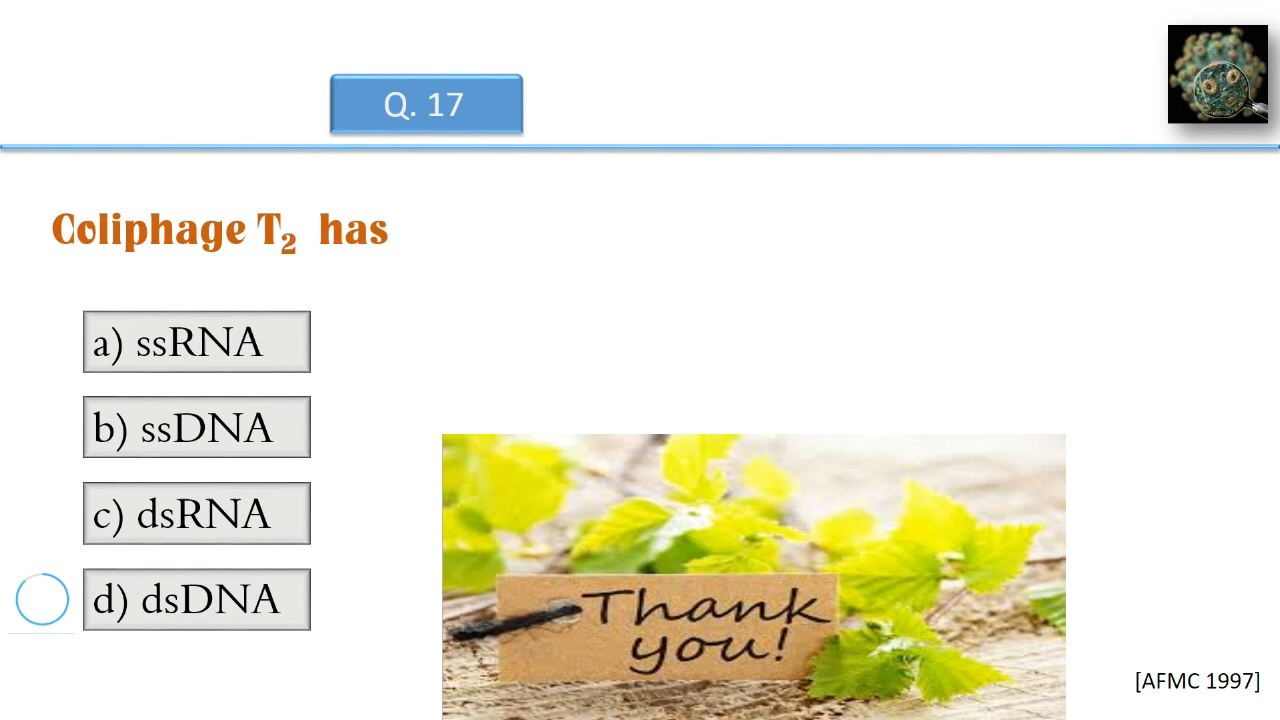 Q. 17
Coliphage T₂ has
a) ssRNA
b) ssDNA
c) dsRNA
d) dsDNA
Thank
you!
[AFMC 1997]